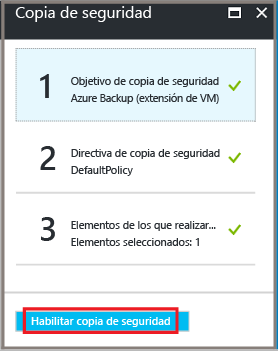 Copia de seguridad
1
Objetivo de copia de seguridad
Azure Backup (extensión de VM)
2
Directiva de copia de seguridad
DefaultPolicy
3
Elementos de los que realizar...
Elementos seleccionados: 1
Habilitar copia de seguridad